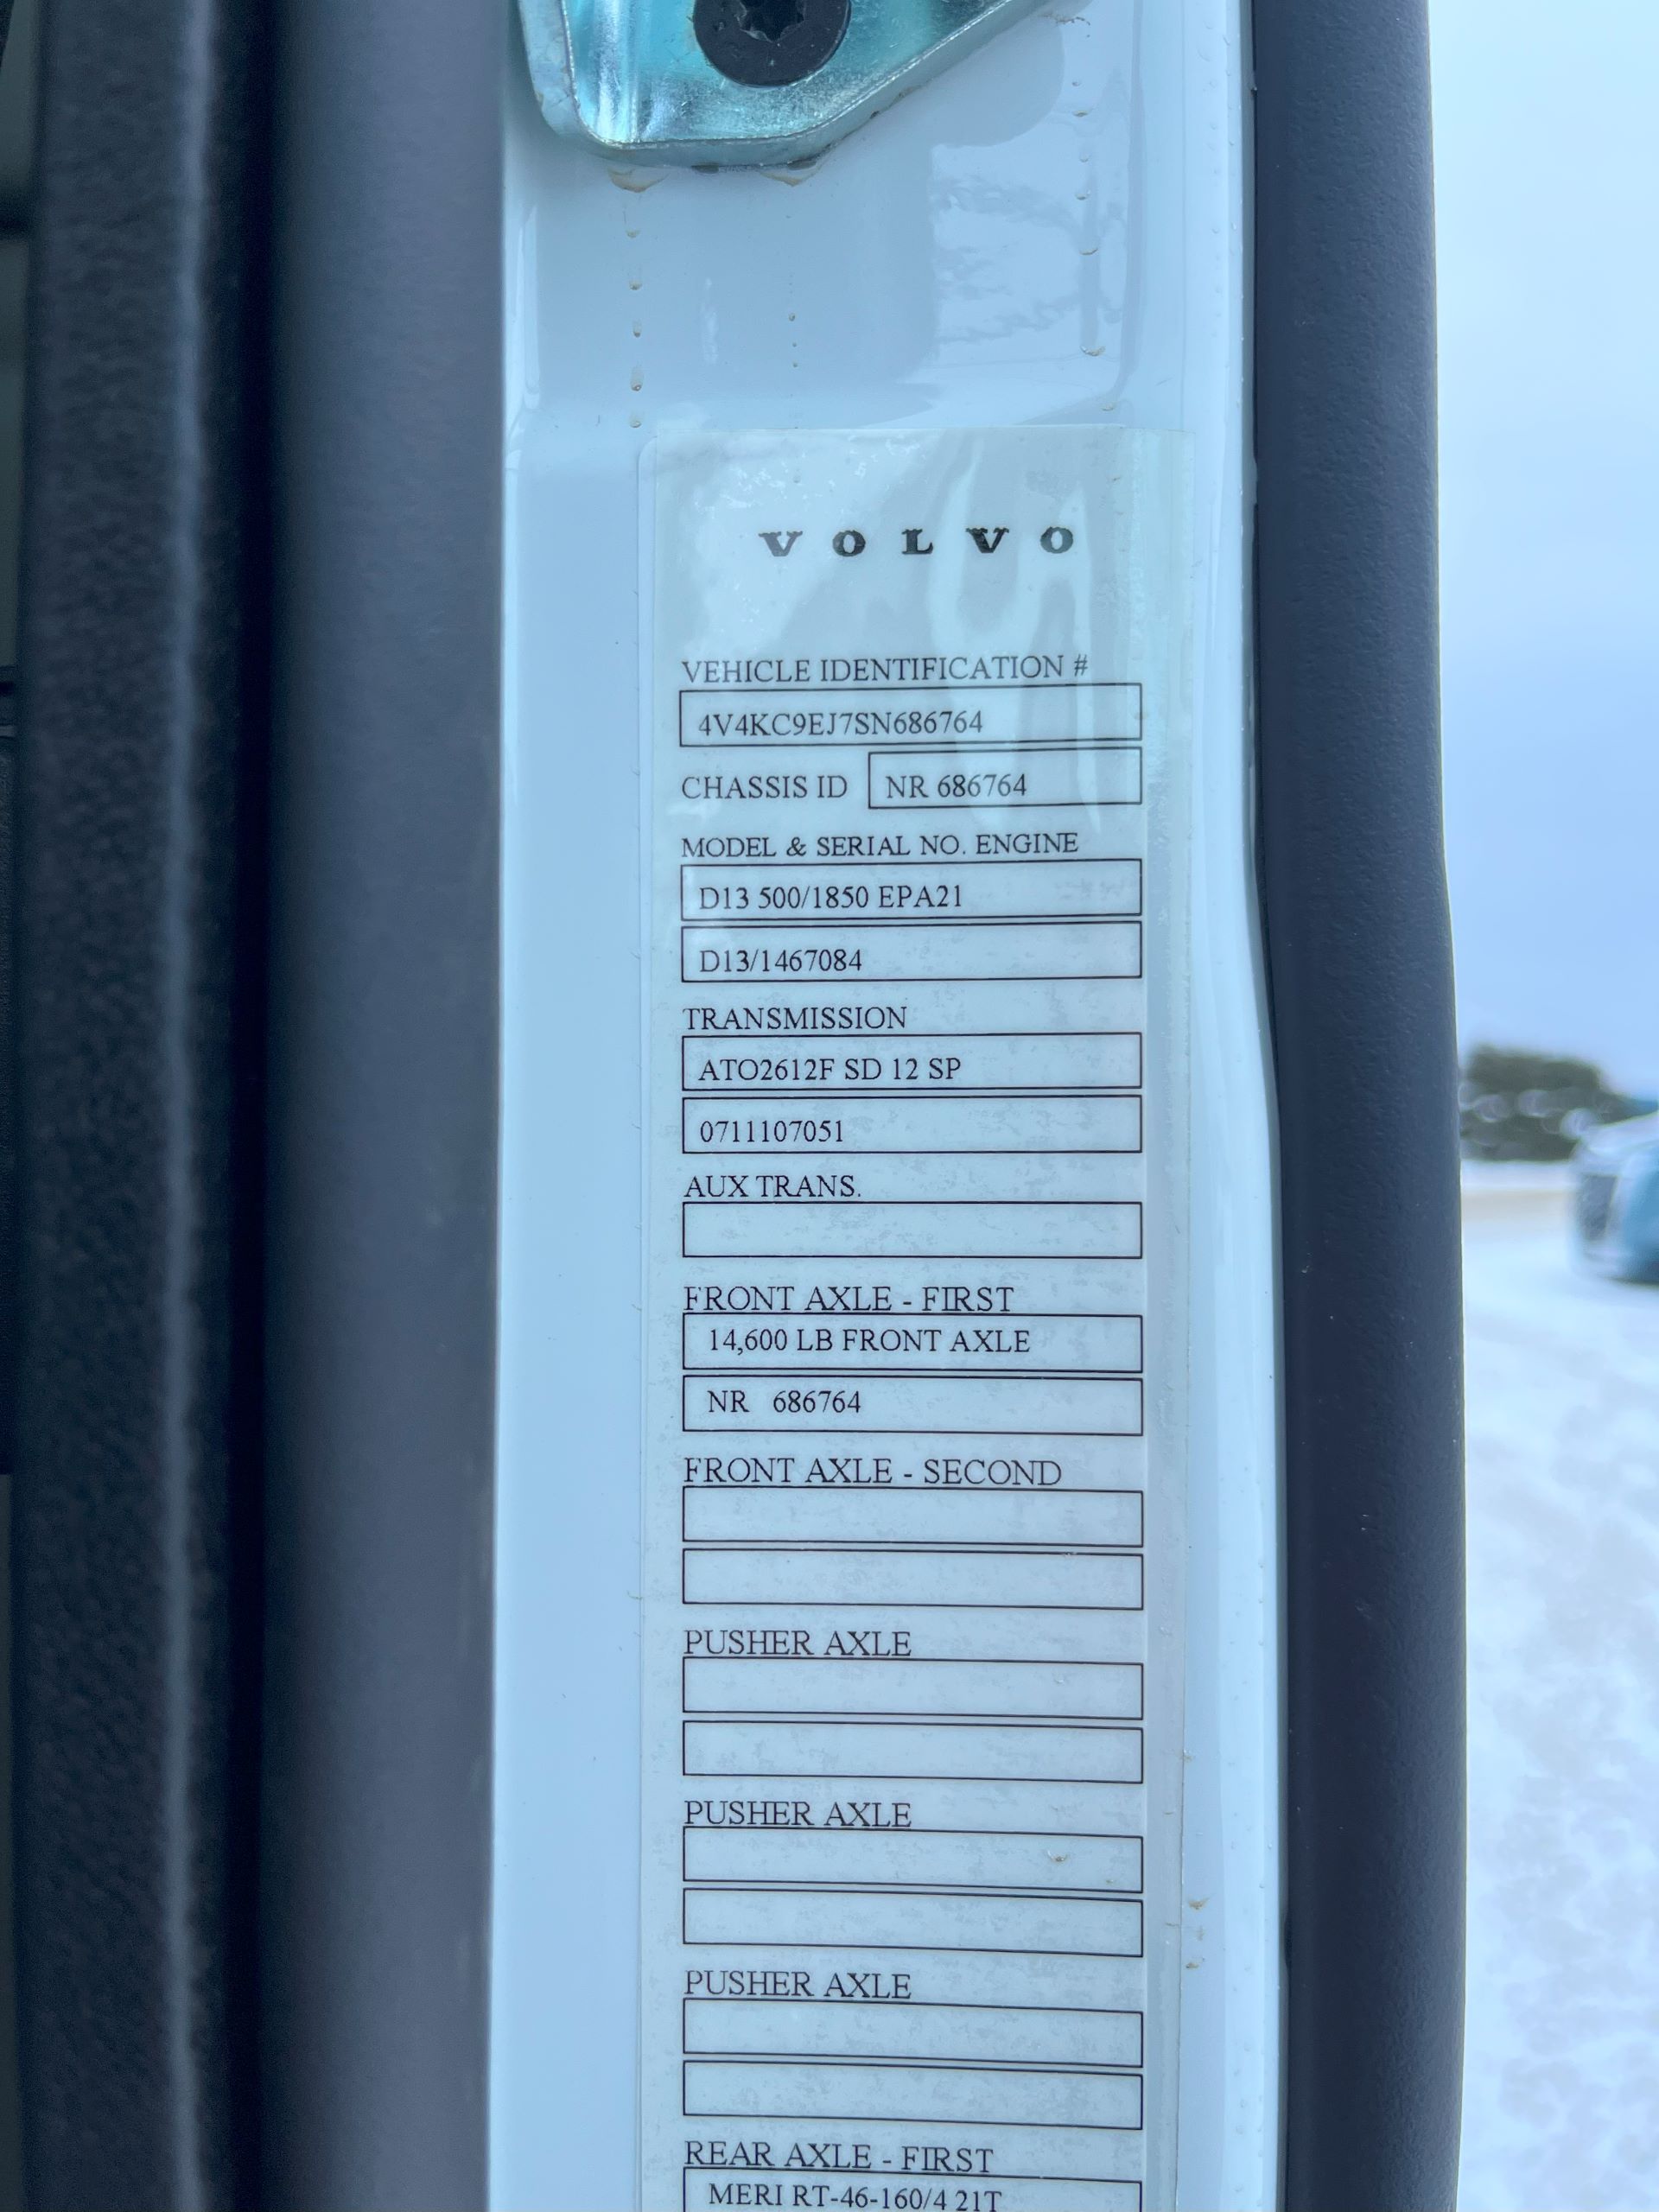 VOLVO
VEHICLE IDENTIFICATION #
4V4KC9EJ7SN686764
CHASSIS ID NR 686764
MODEL & SERIAL NO. ENGINE
D13 500/1850 EPA21
D13/1467084
TRANSMISSION
ATO2612F SD 12 SP
0711107051
AUX TRANS.
FRONT AXLE - FIRST
14,600 LB FRONT AXLE
NR 686764
FRONT AXLE - SECOND
PUSHER AXLE
PUSHER AXLE
PUSHER AXLE
REAR AXLE - FIRST
MERI RT-46-160/4 21T